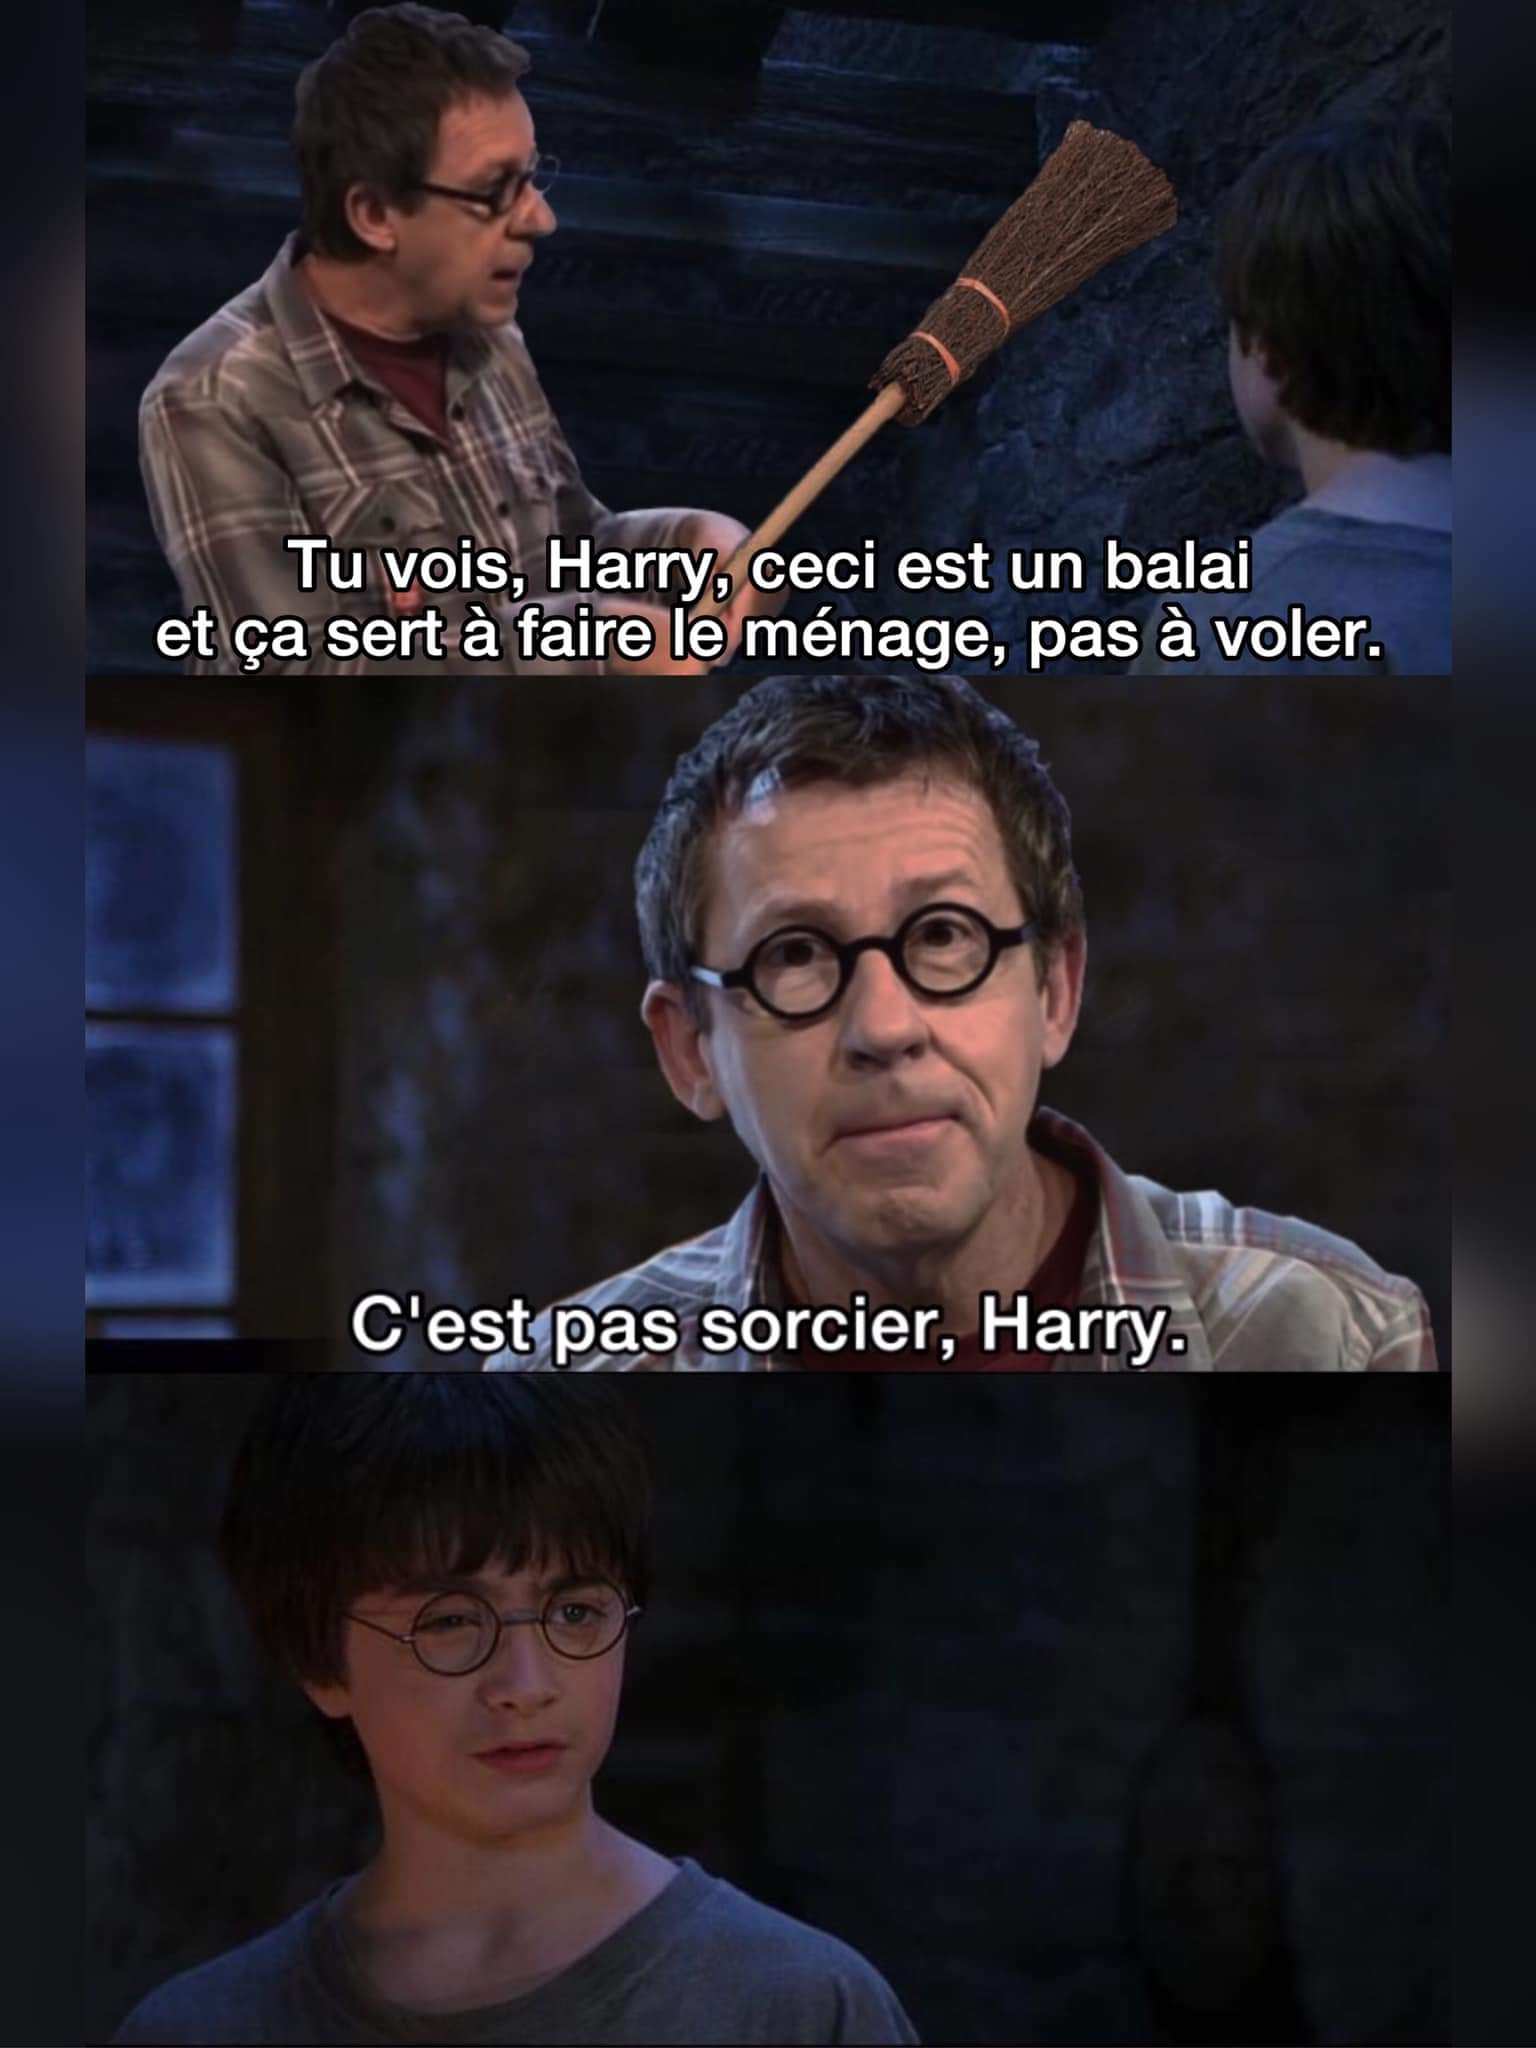 Tu vois, Harry, ceci est un balai
et ça sert à faire le ménage, pas à voler.
C'est pas sorcier, Harry.